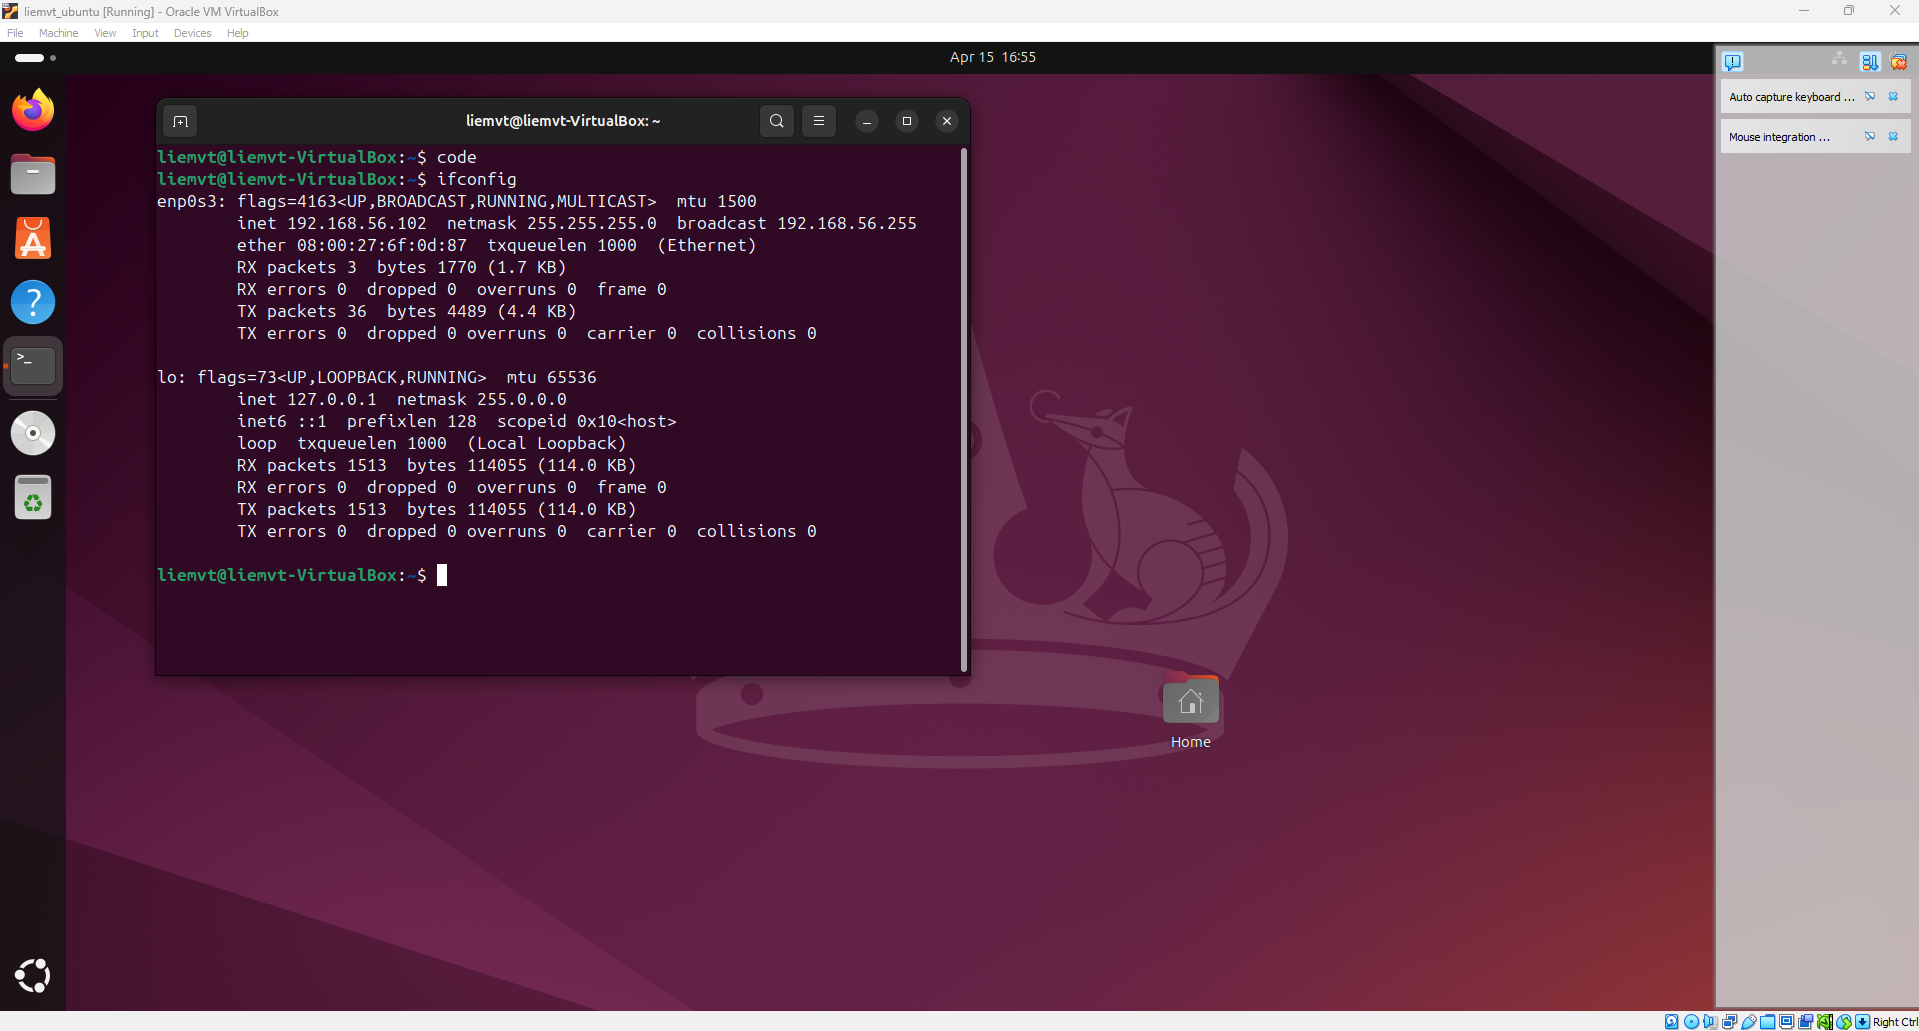 liemvt_ubuntu [Running] - Oracle VM VirtualBox
File Machine View Input Devices Help
Apr 15 16:55
liemvt@liemvt-VirtualBox: ~
liemvt@liemvt-VirtualBox:~$ code
liemvt@liemvt-VirtualBox:~$ ifconfig
enp0s3: flags=4163<UP,BROADCAST,RUNNING,MULTICAST>  mtu 1500
        inet 192.168.56.102  netmask 255.255.255.0  broadcast 192.168.56.255
        ether 08:00:27:6f:0d:87  txqueuelen 1000  (Ethernet)
        RX packets 3  bytes 1770 (1.7 KB)
        RX errors 0  dropped 0  overruns 0  frame 0
        TX packets 36  bytes 4489 (4.4 KB)
        TX errors 0  dropped 0 overruns 0  carrier 0  collisions 0
lo: flags=73<UP,LOOPBACK,RUNNING>  mtu 65536
        inet 127.0.0.1  netmask 255.0.0.0
        inet6 ::1  prefixlen 128  scopeid 0x10<host>
        loop  txqueuelen 1000  (Local Loopback)
        RX packets 1513  bytes 114055 (114.0 KB)
        RX errors 0  dropped 0  overruns 0  frame 0
        TX packets 1513  bytes 114055 (114.0 KB)
        TX errors 0  dropped 0 overruns 0  carrier 0  collisions 0
liemvt@liemvt-VirtualBox:~$
Home
Auto capture keyboard ...
Mouse integration ...
Right Ctrl